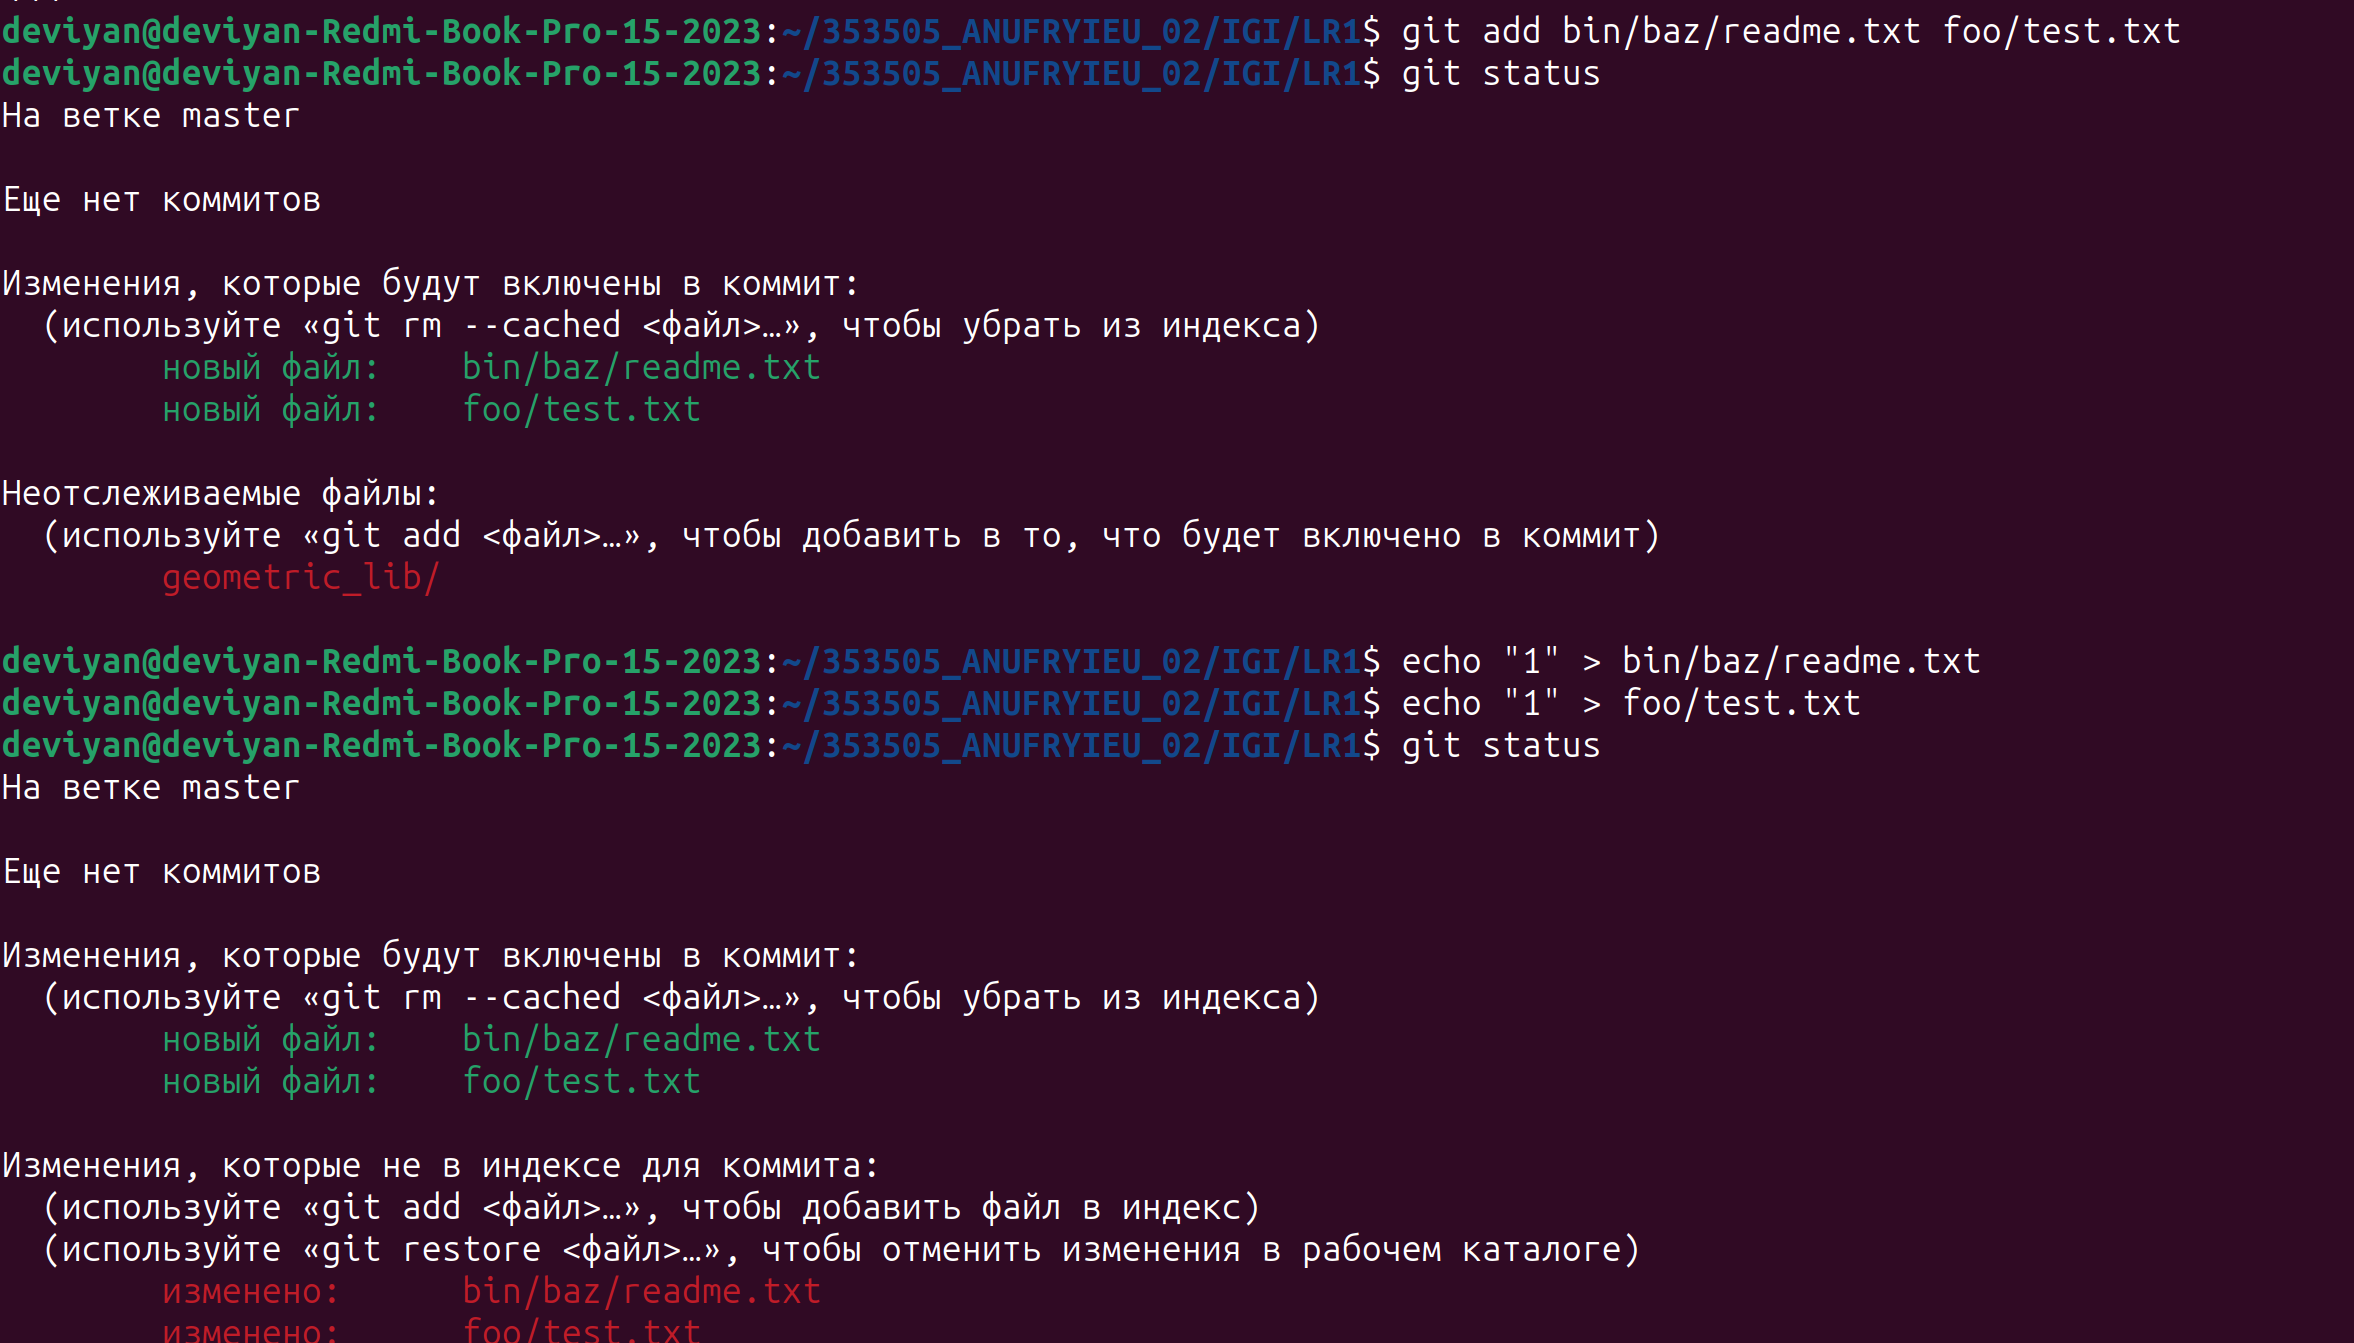 deviyan@deviyan-Redmi-Book-Pro-15-2023:~/353505_ANUFRYIEU_02/IGI/LR1$ git add bin/baz/readme.txt foo/test.txt
deviyan@deviyan-Redmi-Book-Pro-15-2023:~/353505_ANUFRYIEU_02/IGI/LR1$ git status
На ветке master
Еще нет коммитов
Изменения, которые будут включены в коммит:
  (используйте «git rm --cached <файл>…», чтобы убрать из индекса)
        новый файл:    bin/baz/readme.txt
        новый файл:    foo/test.txt
Неотслеживаемые файлы:
  (используйте «git add <файл>…», чтобы добавить в то, что будет включено в коммит)
        geometric_lib/
deviyan@deviyan-Redmi-Book-Pro-15-2023:~/353505_ANUFRYIEU_02/IGI/LR1$ echo "1" > bin/baz/readme.txt
deviyan@deviyan-Redmi-Book-Pro-15-2023:~/353505_ANUFRYIEU_02/IGI/LR1$ echo "1" > foo/test.txt
deviyan@deviyan-Redmi-Book-Pro-15-2023:~/353505_ANUFRYIEU_02/IGI/LR1$ git status
На ветке master
Еще нет коммитов
Изменения, которые будут включены в коммит:
  (используйте «git rm --cached <файл>…», чтобы убрать из индекса)
        новый файл:    bin/baz/readme.txt
        новый файл:    foo/test.txt
Изменения, которые не в индексе для коммита:
  (используйте «git add <файл>…», чтобы добавить файл в индекс)
  (используйте «git restore <файл>…», чтобы отменить изменения в рабочем каталоге)
        изменено:      bin/baz/readme.txt
        изменено:      foo/test.txt